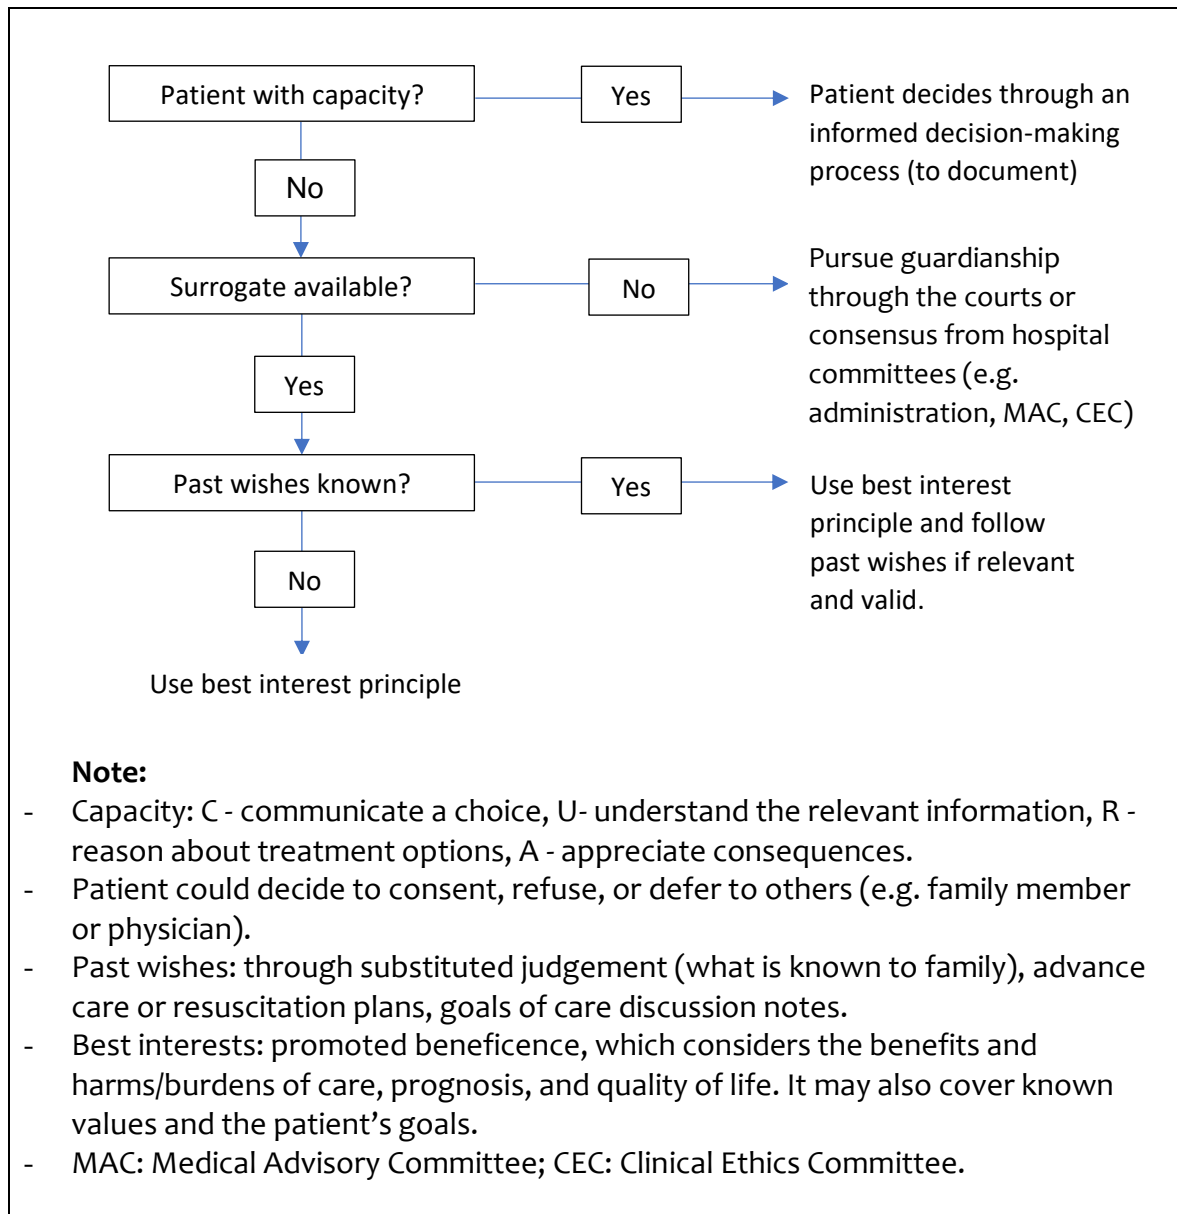 Patient with capacity?
Yes
Patient decides through an
informed decision-making
process (to document)
No
Surrogate available?
No
Pursue guardianship
through the courts or
consensus from hospital
committees (e.g.
administration, MAC, CEC)
Yes
Past wishes known?
Yes
Use best interest
principle and follow
past wishes if relevant
and valid.
No
Use best interest principle
Note:
- Capacity: C - communicate a choice, U- understand the relevant information, R -
reason about treatment options, A - appreciate consequences.
- Patient could decide to consent, refuse, or defer to others (e.g. family member
or physician).
- Past wishes: through substituted judgement (what is known to family), advance
care or resuscitation plans, goals of care discussion notes.
- Best interests: promoted beneficence, which considers the benefits and
harms/burdens of care, prognosis, and quality of life. It may also cover known
values and the patient’s goals.
- MAC: Medical Advisory Committee; CEC: Clinical Ethics Committee.